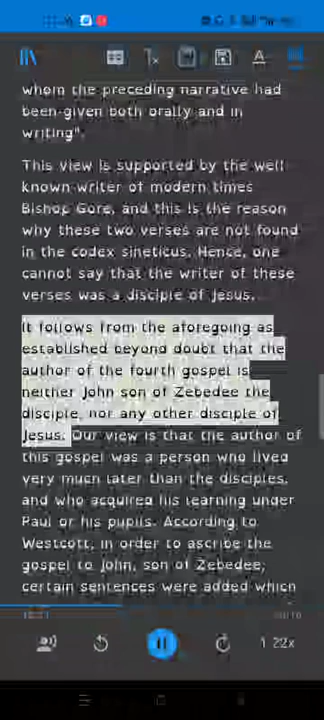 whom the preceding narrative had
been given both orally and in
writing".
This view is supported by the well
known writer of modern times
Bishop Gore, and this is the reason
why these two verses are not found
in the codex sineticus. Hence, one
cannot say that the writer of these
verses was a disciple of Jesus.
It follows from the aforegoing as
established beyond doubt that the
author of the fourth gospel is
neither John son of Zebedee the
disciple, nor any other disciple of
Jesus. Our view is that the author of
this gospel was a person who lived
very much later than the disciples,
and who acquired his learning under
Paul or his pupils. According to
Westcott, in order to ascribe the
gospel to John, son of Zebedee;
certain sentences were added which
1.22x